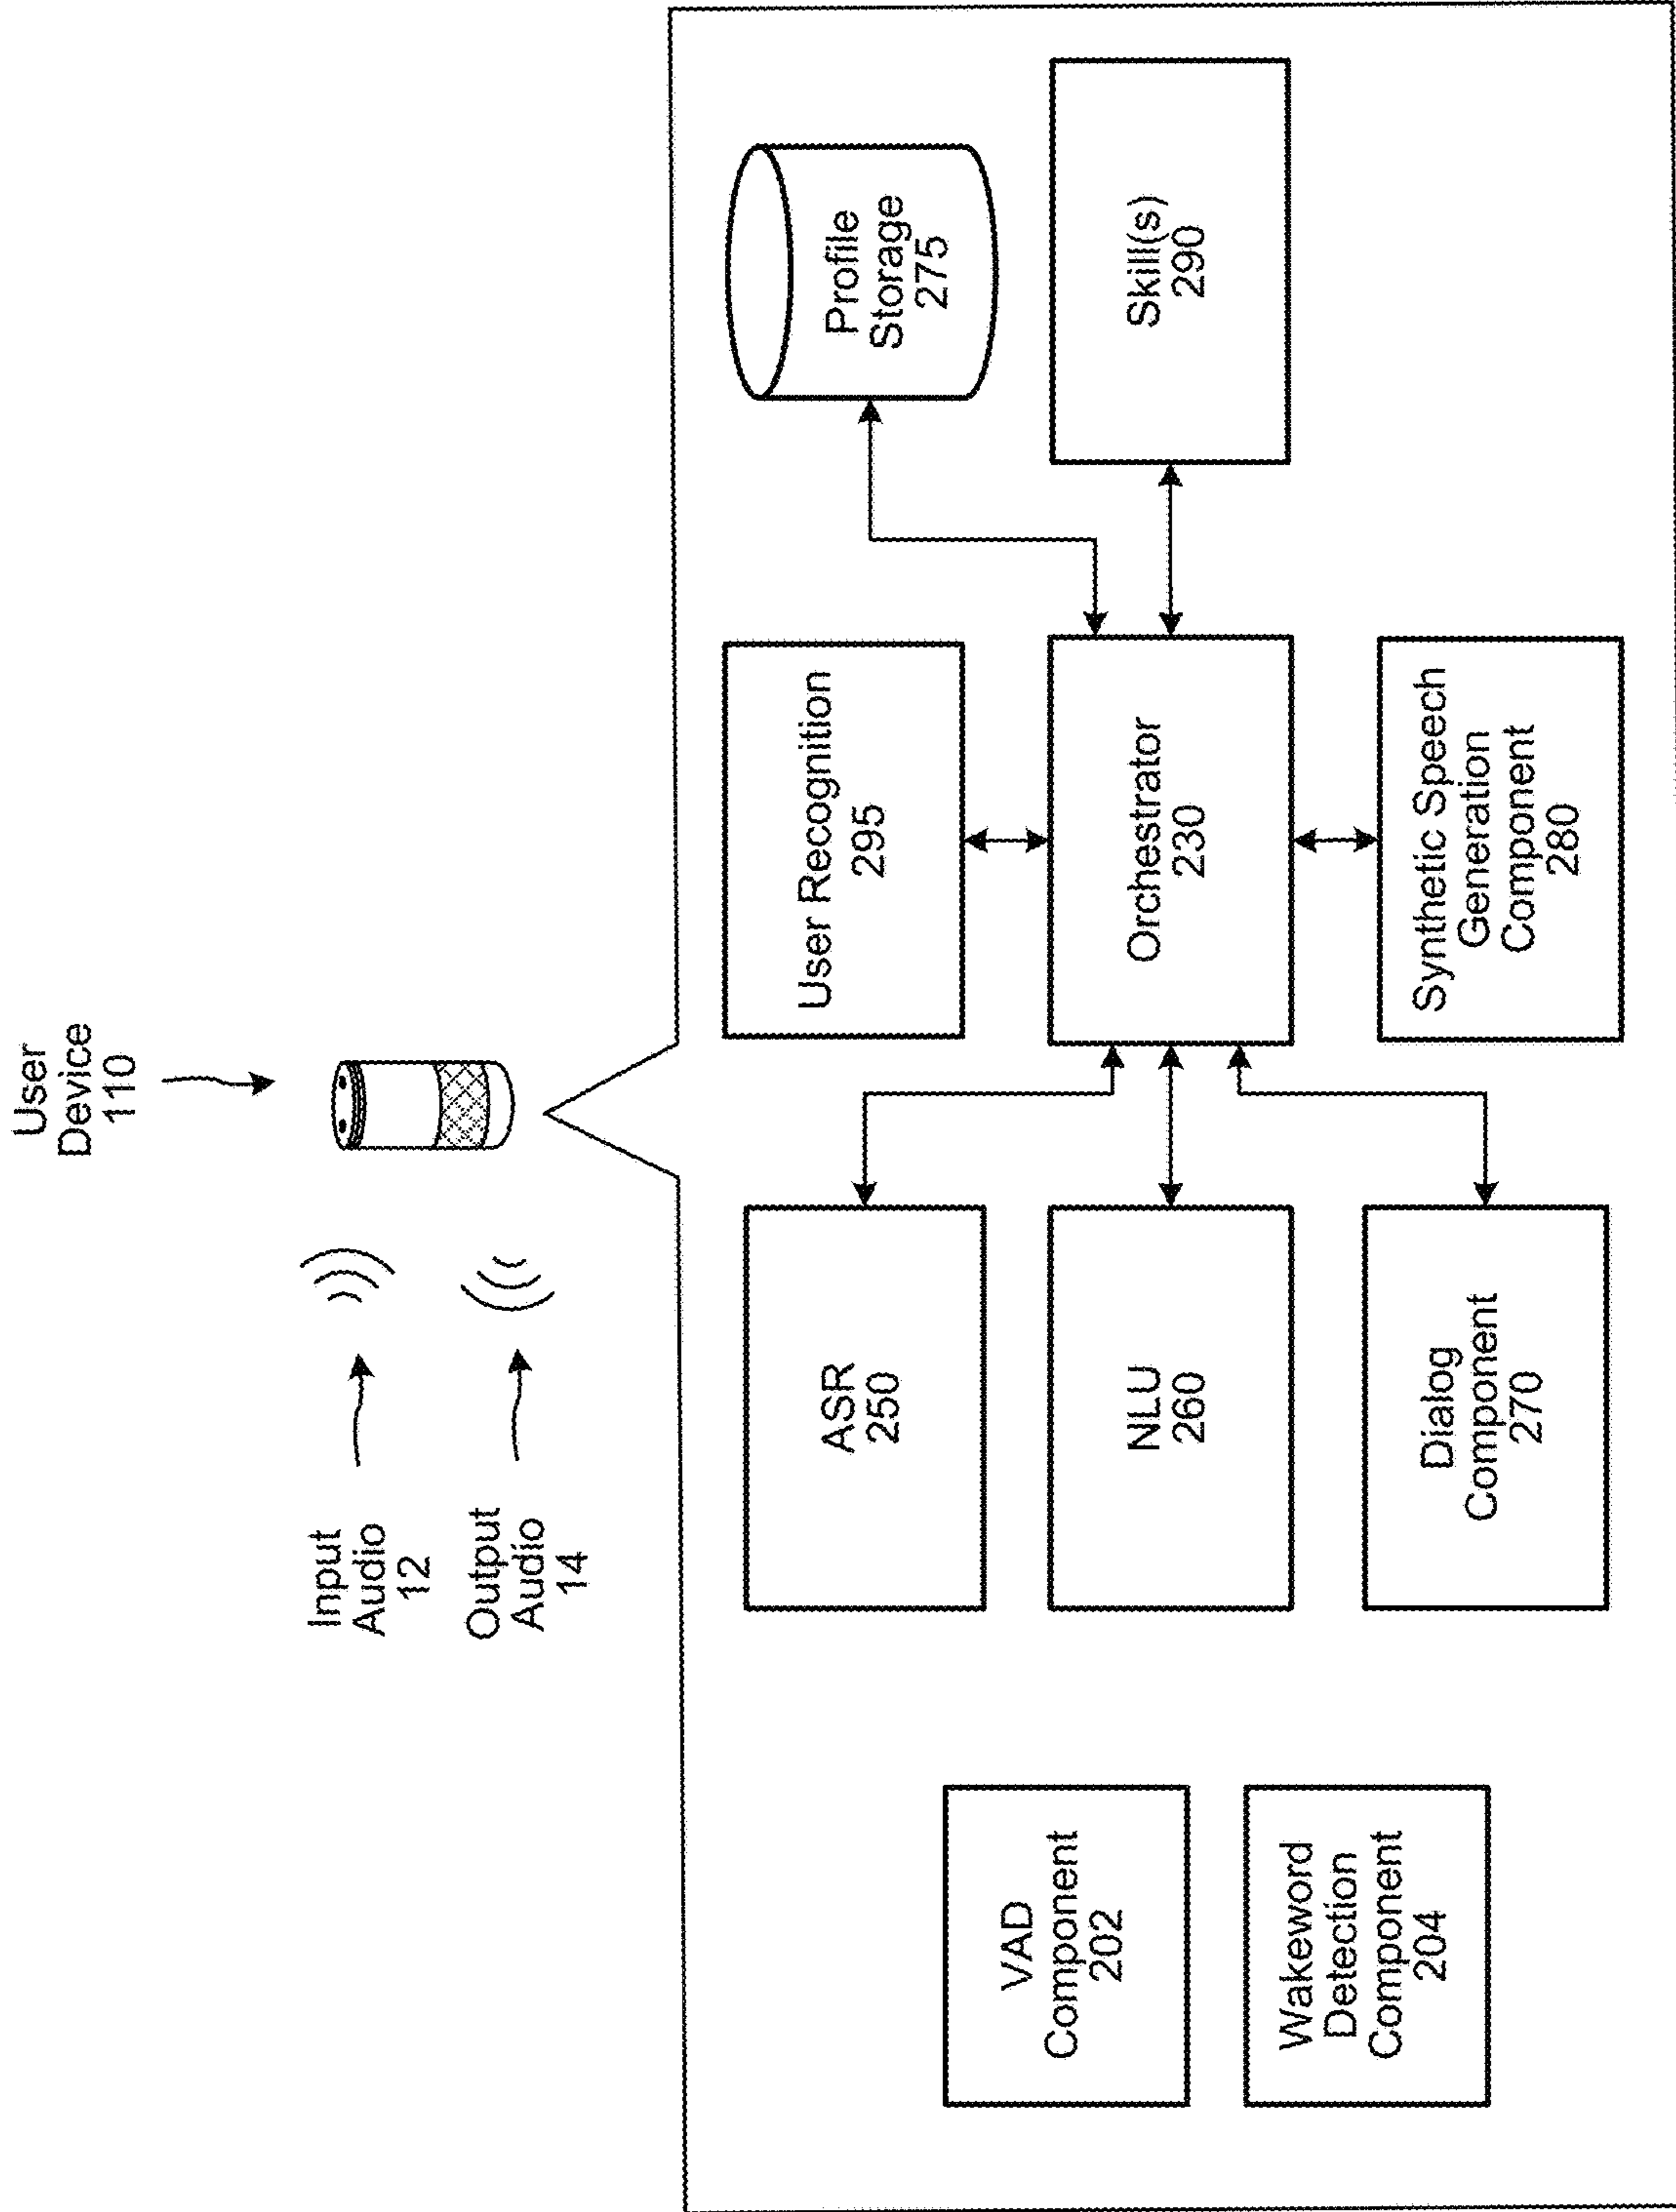 User
Device
110
Input
Audio
12
Output
Audio
14
VAD
Component
202
Wakeword
Detection
Component
204
ASR
250
NLU
260
Dialog
Component
270
User Recognition
295
Orchestrator
230
Synthetic Speech
Generation
Component
280
Profile
Storage
275
Skill(s)
290